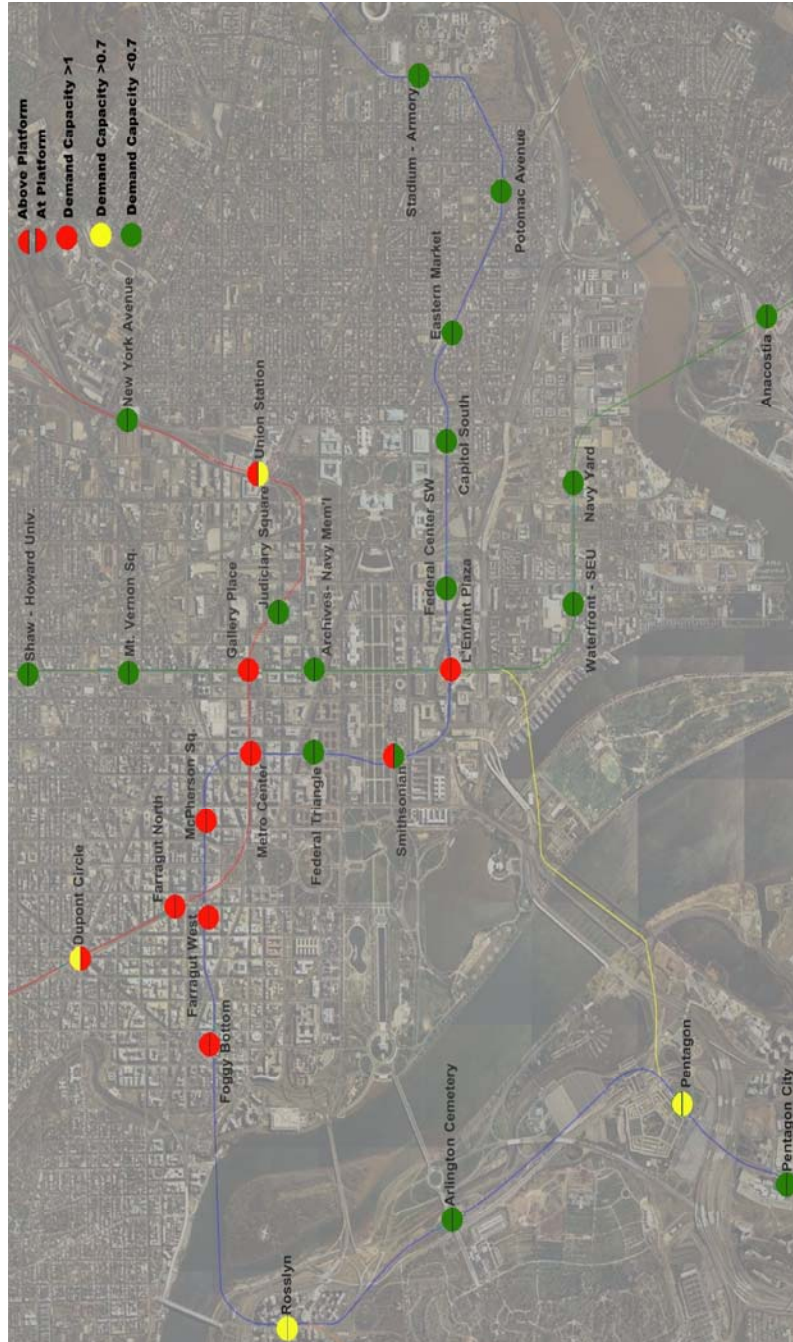 Above Platform
At Platform
Demand Capacity >1
Demand Capacity >0.7
Demand Capacity <0.7
Shaw - Howard Univ.
Mt. Vernon Sq.
New York Avenue
Dupont Circle
Farragut North
McPherson Sq.
Gallery Place
Judiciary Square
Union Station
Farragut West
Foggy Bottom
Metro Center
Federal Triangle
Archives- Navy Mem'l
Rosslyn
Smithsonian
L'Enfant Plaza
Federal Center SW
Capitol South
Eastern Market
Stadium - Armory
Potomac Avenue
Arlington Cemetery
Waterfront - SEU
Navy Yard
Pentagon
Anacostia
Pentagon City